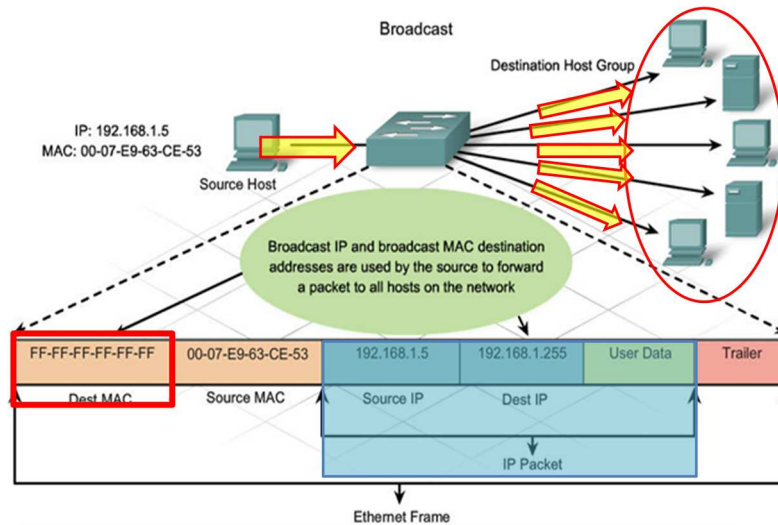 Broadcast
Destination Host Group
IP: 192.168.1.5
MAC: 00-07-E9-63-CE-53
Source Host
Broadcast IP and broadcast MAC destination
addresses are used by the source to forward
a packet to all hosts on the network
FF-FF-FF-FF-FF-FF 00-07-E9-63-CE-53 192.168.1.5 192.168.1.255 User Data Trailer
Dest MAC Source MAC Source IP Dest IP
IP Packet
Ethernet Frame